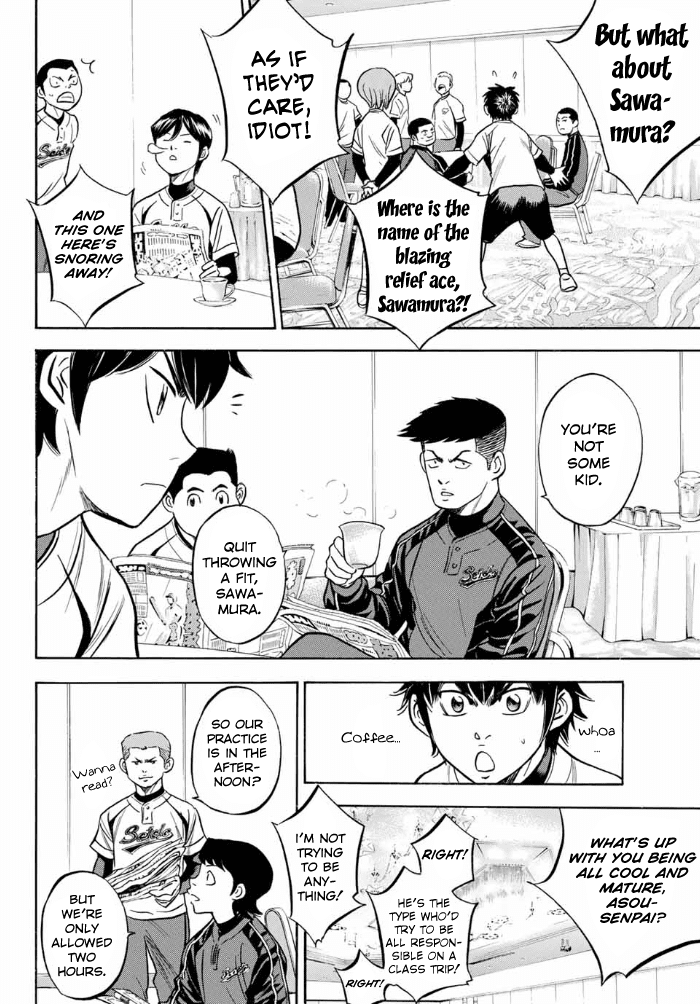 But what
about
Sawa-
mura?
Where is the
name of the
blazing
relief ace,
Sawamura?!
AS IF
THEY'D
CARE,
IDIOT!
AND
THIS ONE
HERE'S
SNORING
AWAY!
Seido
YOU'RE
NOT
SOME
KID.
QUIT
THROWING
A FIT,
SAWA-
MURA.
Seido
whoa
...
Coffee...
WHAT'S UP
WITH YOU BEING
ALL COOL AND
MATURE,
ASOU-
SENPAI?
RIGHT!
HE'S THE
TYPE WHO'D
TRY TO BE
ALL RESPON-
SIBLE ON A
CLASS TRIP!
RIGHT!
I'M NOT
TRYING
TO BE
ANY-
THING!
SO OUR
PRACTICE
IS IN THE
AFTER-
NOON?
Wanna
read?
Seido
BUT
WE'RE
ONLY
ALLOWED
TWO
HOURS.
Seido